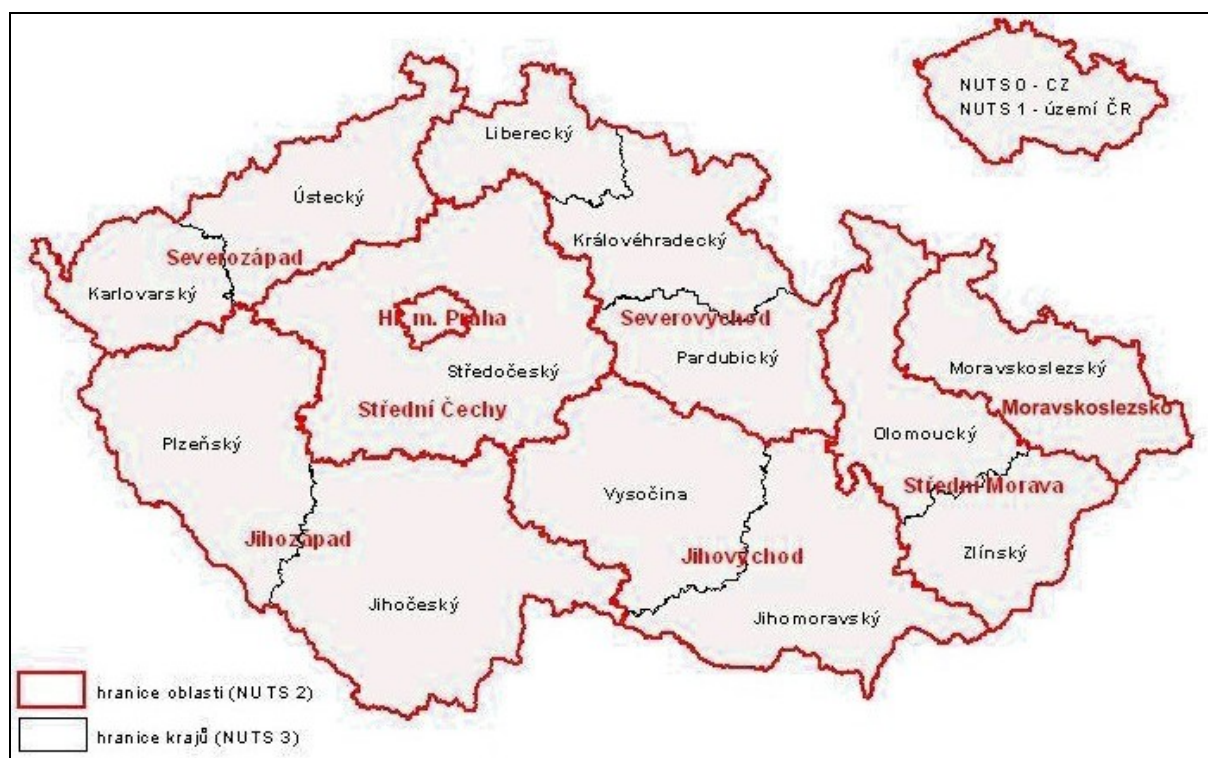 NUTS 0 - CZ
NUTS 1 - území ČR
Liberecký
Ústecký
Královéhradecký
Severozápad
Karlovarský
Hl. m. Praha
Severovýchod
Pardubický
Středočeský
Moravskoslezský
Střední Čechy
Moravskoslezsko
Plzeňský
Olomoucký
Vysočina
Střední Morava
Jihozápad
Jihovýchod
Zlínský
Jihočeský
Jihomoravský
hranice oblasti (NUTS 2)
hranice krajů (NUTS 3)